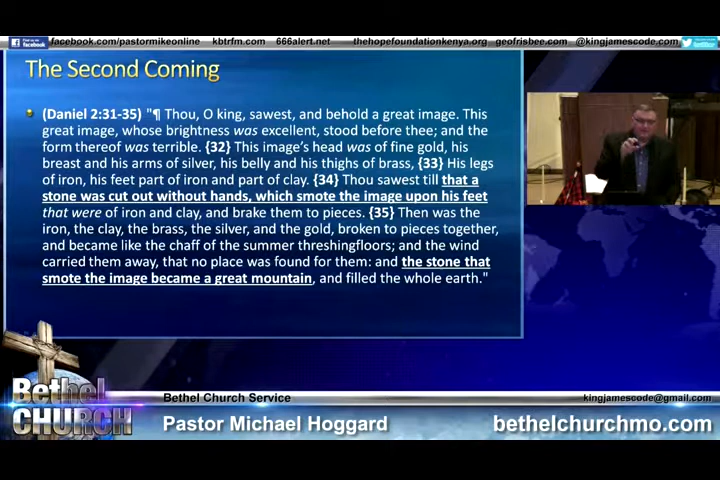 Find us on facebook facebook.com/pastormikeonline kbtrfm.com 666alert.net thehopefoundationkenya.org geofrisbee.com @kingjamescode.com
The Second Coming
(Daniel 2:31-35) "¶ Thou, O king, sawest, and behold a great image. This
great image, whose brightness was excellent, stood before thee; and the
form thereof was terrible. {32} This image's head was of fine gold, his
breast and his arms of silver, his belly and his thighs of brass, {33} His legs
of iron, his feet part of iron and part of clay. {34} Thou sawest till that a
stone was cut out without hands, which smote the image upon his feet
that were of iron and clay, and brake them to pieces. {35} Then was the
iron, the clay, the brass, the silver, and the gold, broken to pieces together,
and became like the chaff of the summer threshingfloors; and the wind
carried them away, that no place was found for them: and the stone that
smote the image became a great mountain, and filled the whole earth."
Bethel
CHURCH
Bethel Church Service kingjamescode@gmail.com
Pastor Michael Hoggard bethelchurchmo.com